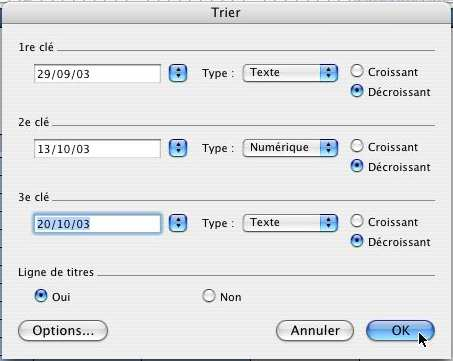 Trier
1re clé
29/09/03 Type : Texte Croissant
Décroissant
2e clé
13/10/03 Type : Numérique Croissant
Décroissant
3e clé
20/10/03 Type : Texte Croissant
Décroissant
Ligne de titres
Oui Non
Options... Annuler OK